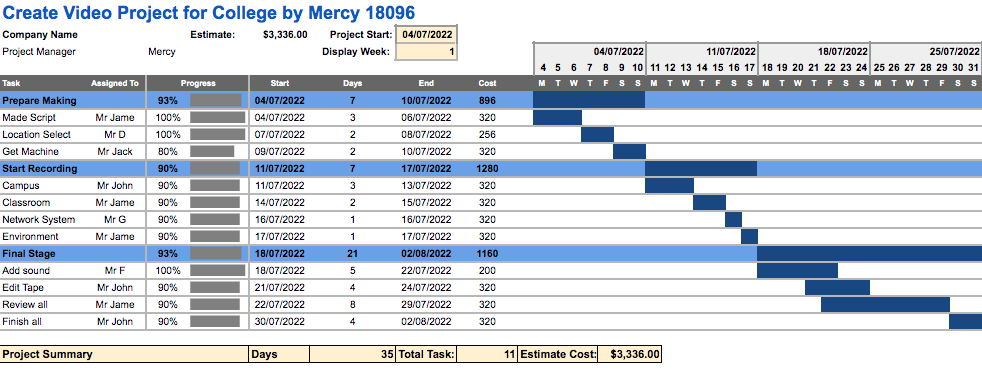 Create Video Project for College by Mercy 18096
Company Name Estimate: $3,336.00 Project Start: 04/07/2022
Project Manager Mercy Display Week: 1 04/07/2022 11/07/2022 18/07/2022 25/07/2022
4 5 6 7 8 9 10 11 12 13 14 15 16 17 18 19 20 21 22 23 24 25 26 27 28 29 30 31
Task Assigned To Progress Start Days End Cost M T W T F S S M T W T F S S M T W T F S S M T W T F S S
Prepare Making 93% 04/07/2022 7 10/07/2022 896
Made Script Mr Jame 100% 04/07/2022 3 06/07/2022 320
Location Select Mr D 100% 07/07/2022 2 08/07/2022 256
Get Machine Mr Jack 80% 09/07/2022 2 10/07/2022 320
Start Recording 90% 11/07/2022 7 17/07/2022 1280
Campus Mr John 90% 11/07/2022 3 13/07/2022 320
Classroom Mr Jame 90% 14/07/2022 2 15/07/2022 320
Network System Mr G 90% 16/07/2022 1 16/07/2022 320
Environment Mr Jame 90% 17/07/2022 1 17/07/2022 320
Final Stage 93% 18/07/2022 21 02/08/2022 1160
Add sound Mr F 100% 18/07/2022 5 22/07/2022 200
Edit Tape Mr John 90% 21/07/2022 4 24/07/2022 320
Review all Mr Jame 90% 22/07/2022 8 29/07/2022 320
Finish all Mr John 90% 30/07/2022 4 02/08/2022 320
Project Summary Days 35 Total Task: 11 Estimate Cost: $3,336.00